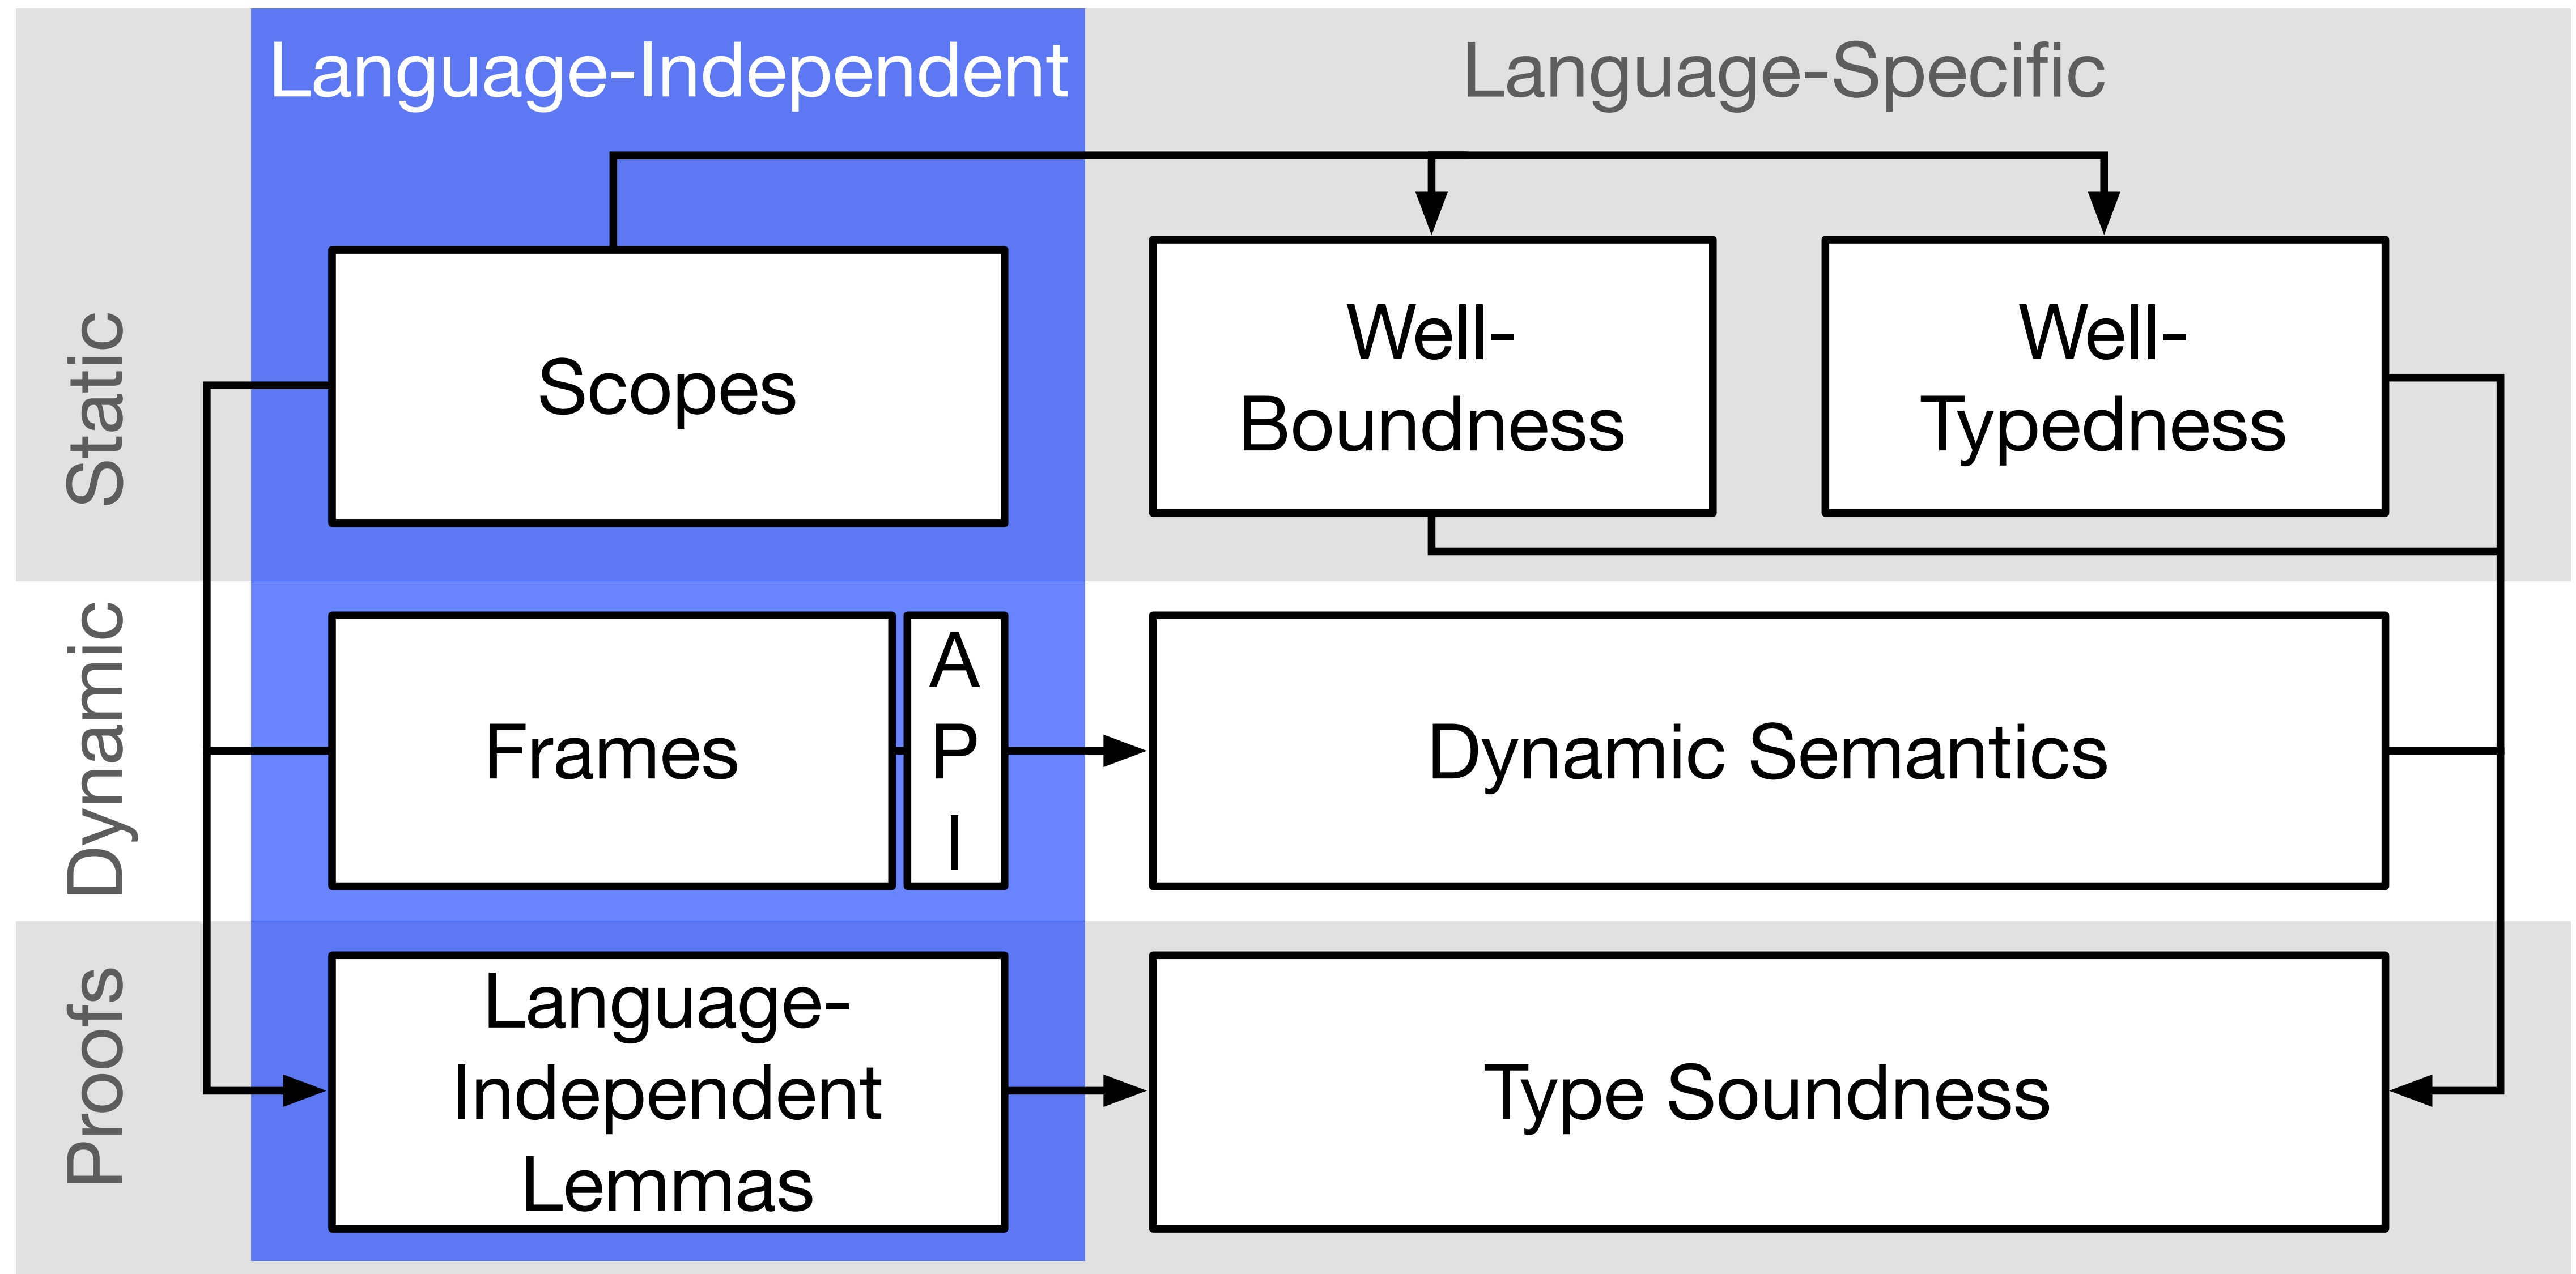 Language-Independent
Language-Specific
Static
Scopes
Well-
Boundness
Well-
Typedness
Dynamic
Frames
A
P
I
Dynamic Semantics
Proofs
Language-
Independent
Lemmas
Type Soundness